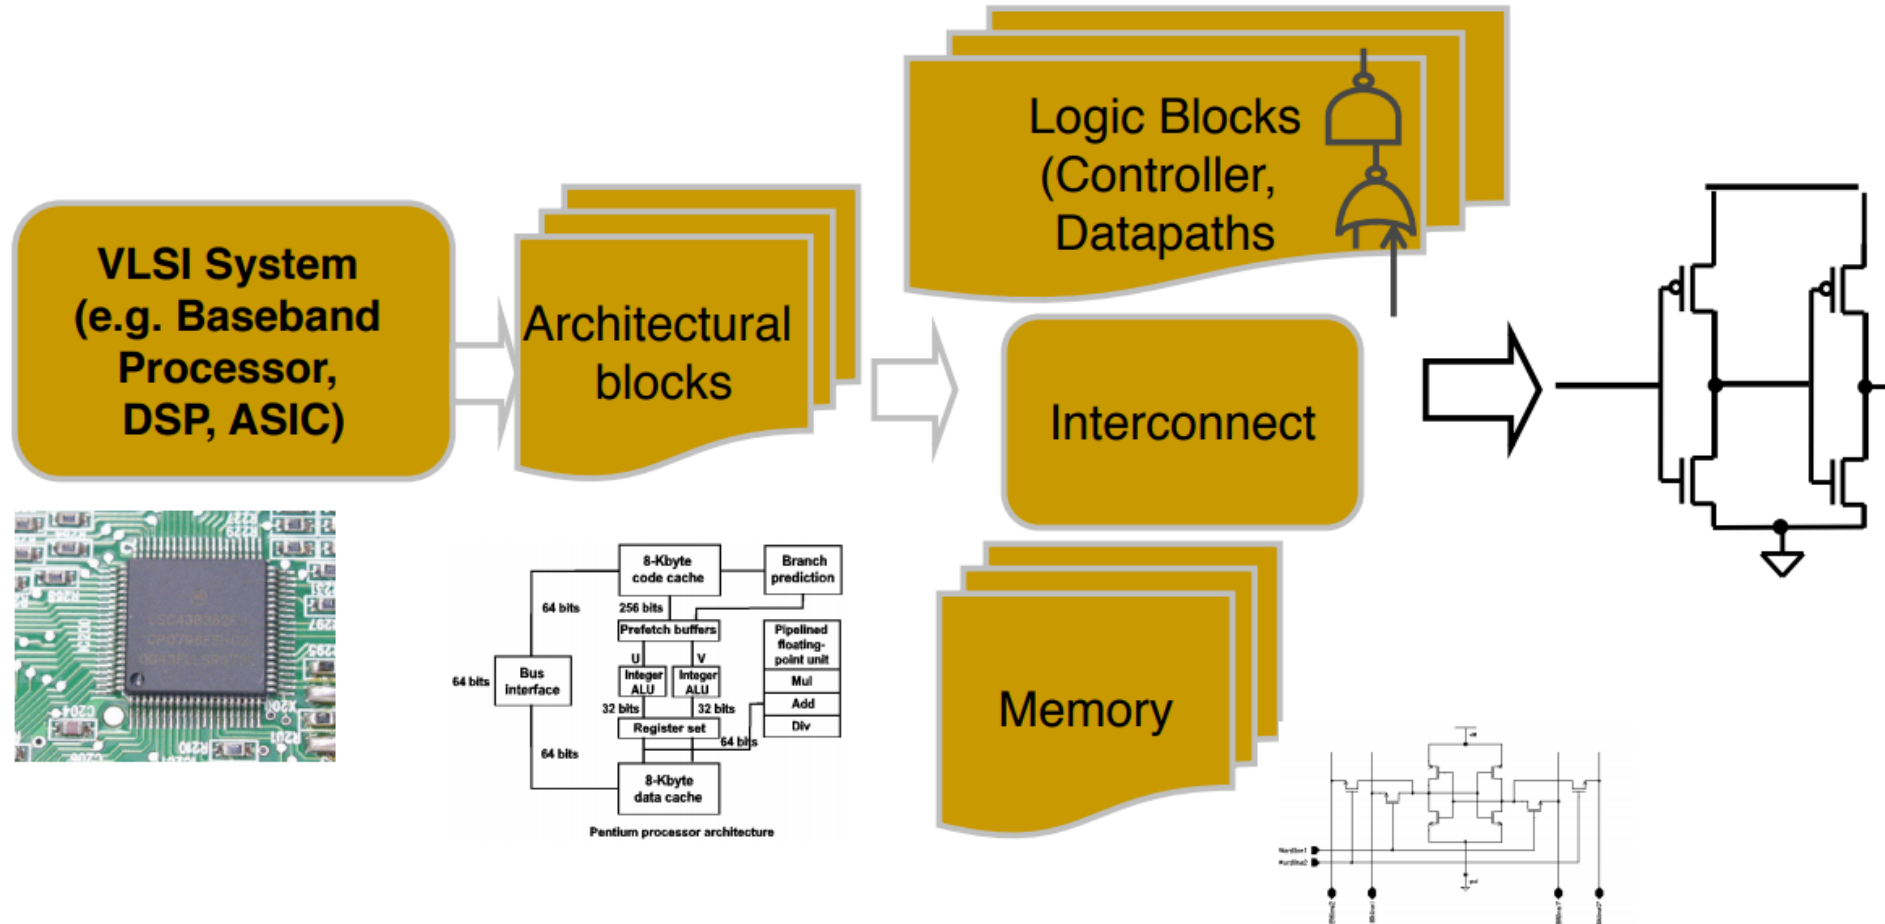 VLSI System
(e.g. Baseband
Processor,
DSP, ASIC)
Architectural
blocks
Logic Blocks
(Controller,
Datapaths
Interconnect
Memory
8-Kbyte
code cache
Branch
prediction
64 bits
256 bits
Prefetch buffers
Pipelined
floating-
point unit
U
V
Bus
interface
64 bits
Integer
ALU
Integer
ALU
Mul
Add
Div
32 bits
32 bits
Register set
64 bits
64 bits
8-Kbyte
data cache
Pentium processor architecture
C204
R210
R201